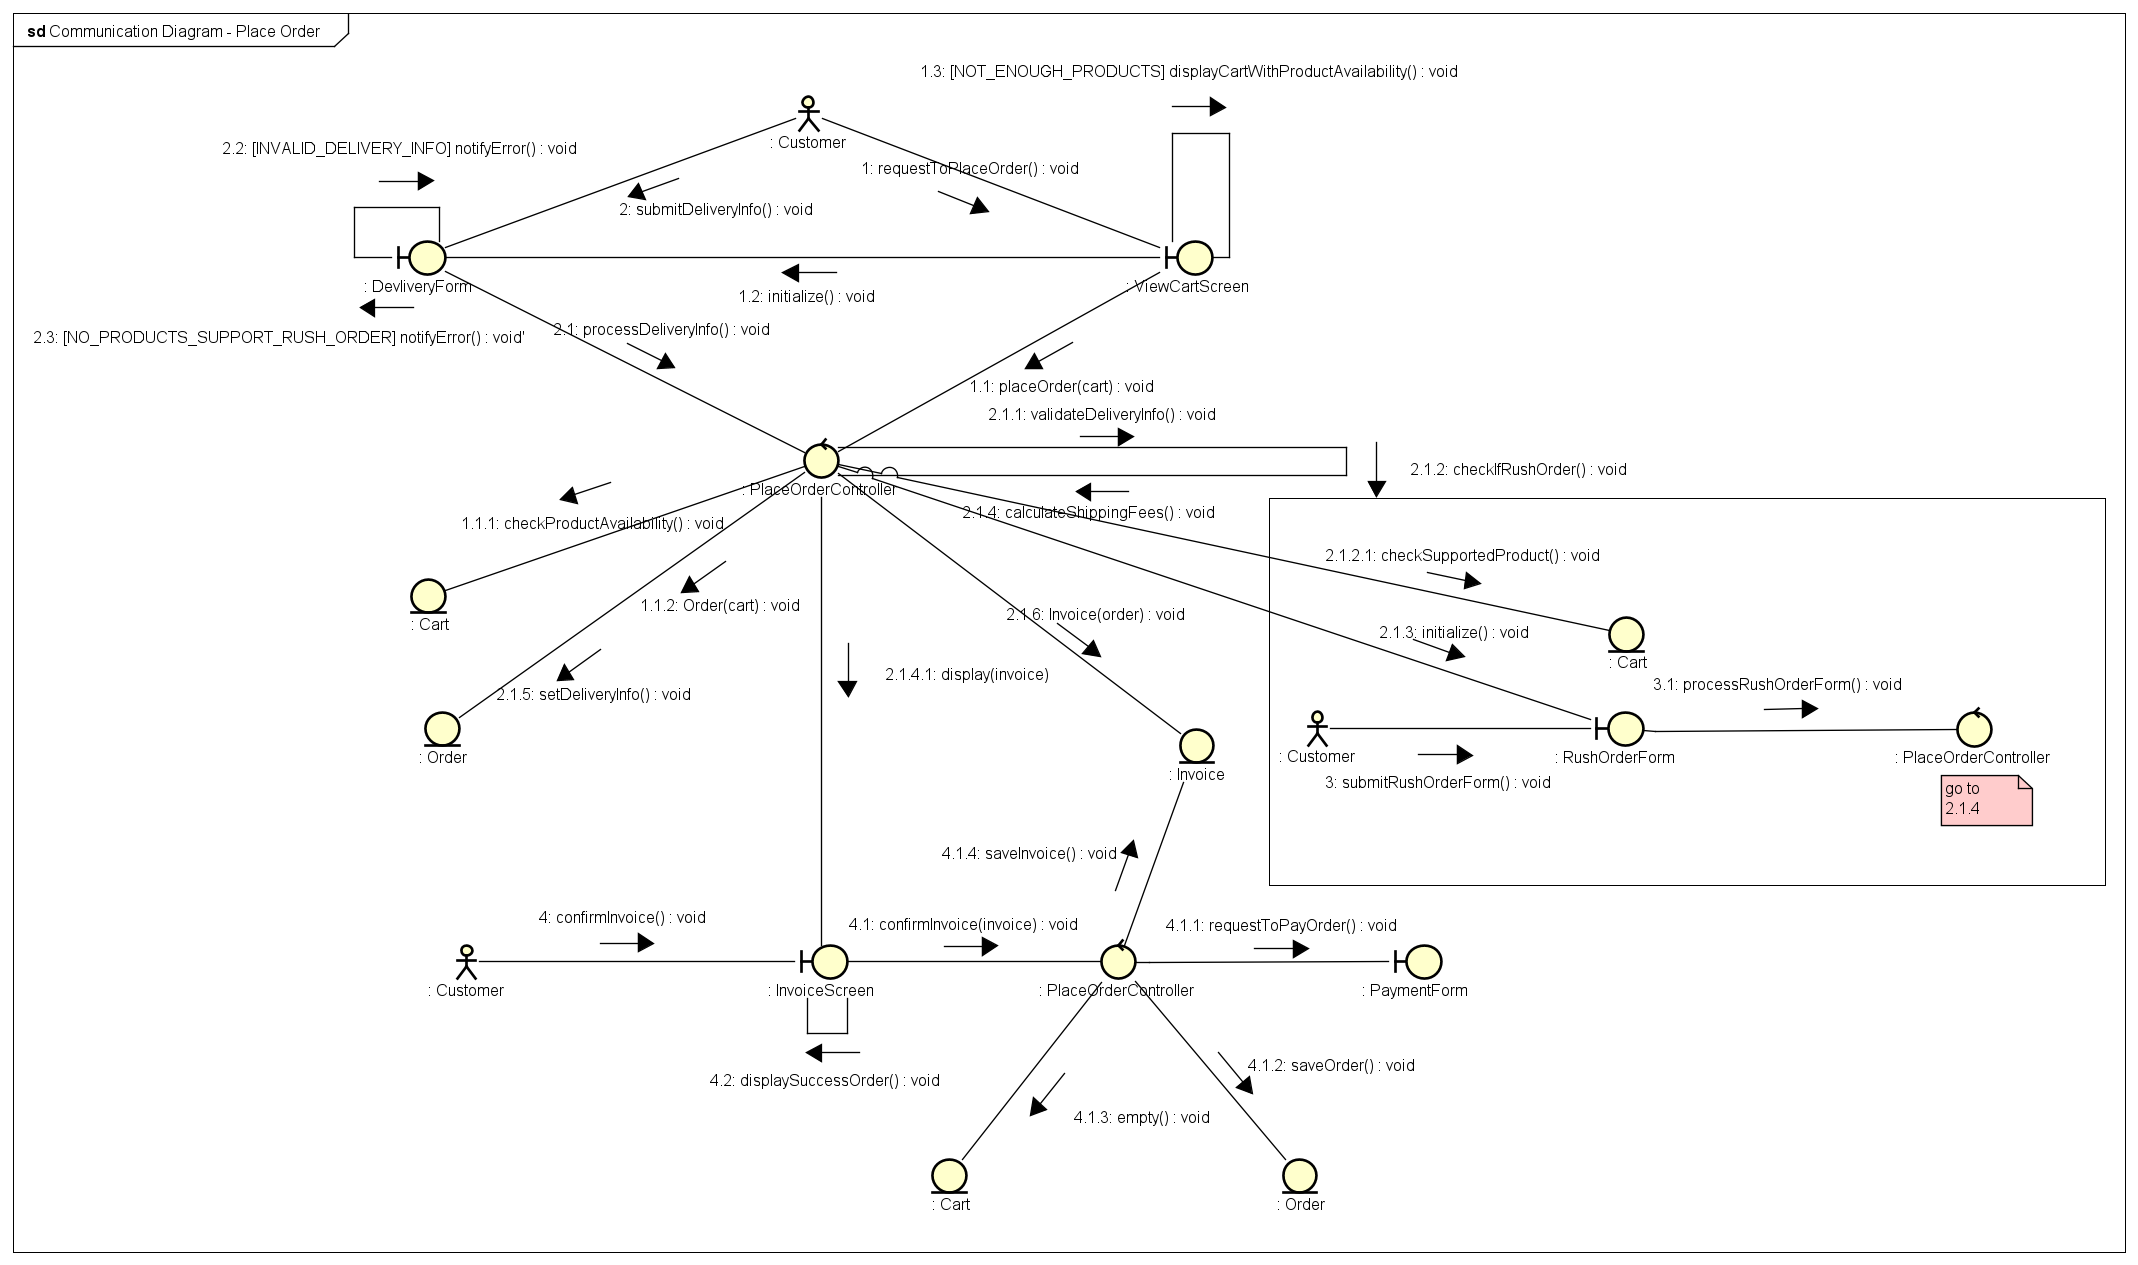 sd Communication Diagram - Place Order
1.3: [NOT_ENOUGH_PRODUCTS] displayCartWithProductAvailability() : void
: Customer
2.2: [INVALID_DELIVERY_INFO] notifyError() : void
1: requestToPlaceOrder() : void
2: submitDeliveryInfo() : void
: DevliveryForm
: ViewCartScreen
1.2: initialize() : void
2.3: [NO_PRODUCTS_SUPPORT_RUSH_ORDER] notifyError() : void'
2.1: processDeliveryInfo() : void
1.1: placeOrder(cart) : void
2.1.1: validateDeliveryInfo() : void
2.1.2: checkIfRushOrder() : void
: PlaceOrderController
2.1.4: calculateShippingFees() : void
1.1.1: checkProductAvailability() : void
2.1.2.1: checkSupportedProduct() : void
: Cart
1.1.2: Order(cart) : void
2.1.6: Invoice(order) : void
2.1.3: initialize() : void
: Cart
2.1.4.1: display(invoice)
3.1: processRushOrderForm() : void
2.1.5: setDeliveryInfo() : void
: Order
: Customer
: RushOrderForm
: PlaceOrderController
: Invoice
3: submitRushOrderForm() : void
go to
2.1.4
4.1.4: saveInvoice() : void
4: confirmInvoice() : void
4.1: confirmInvoice(invoice) : void
4.1.1: requestToPayOrder() : void
: Customer
: InvoiceScreen
: PlaceOrderController
: PaymentForm
4.2: displaySuccessOrder() : void
4.1.2: saveOrder() : void
4.1.3: empty() : void
: Cart
: Order